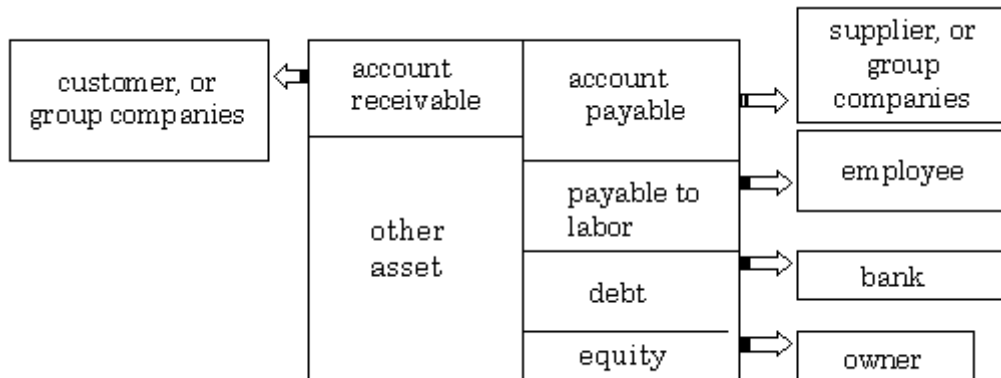 customer, or
group companies
account
receivable
other
asset
account
payable
payable to
labor
debt
equity
supplier, or
group
companies
employee
bank
owner